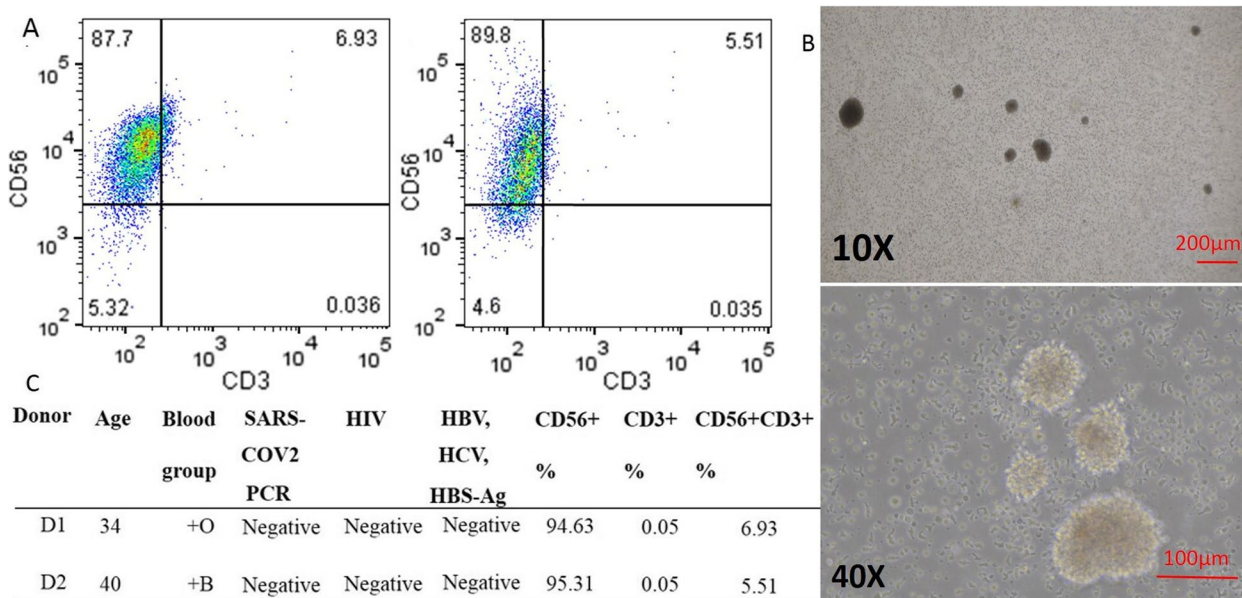 A
87.7
6.93
CD56
10^5
10^4
10^3
10^2
5.32
0.036
10^2
10^3
10^4
10^5
CD3
89.8
5.51
CD56
10^5
10^4
10^3
10^2
4.6
0.035
10^2
10^3
10^4
10^5
CD3
B
10X
200µm
40X
100µm
C
Donor Age Blood group SARS-COV2 PCR HIV HBV, HCV, HBS-Ag CD56+ % CD3+ % CD56+CD3+ %
D1 34 +O Negative Negative Negative 94.63 0.05 6.93
D2 40 +B Negative Negative Negative 95.31 0.05 5.51